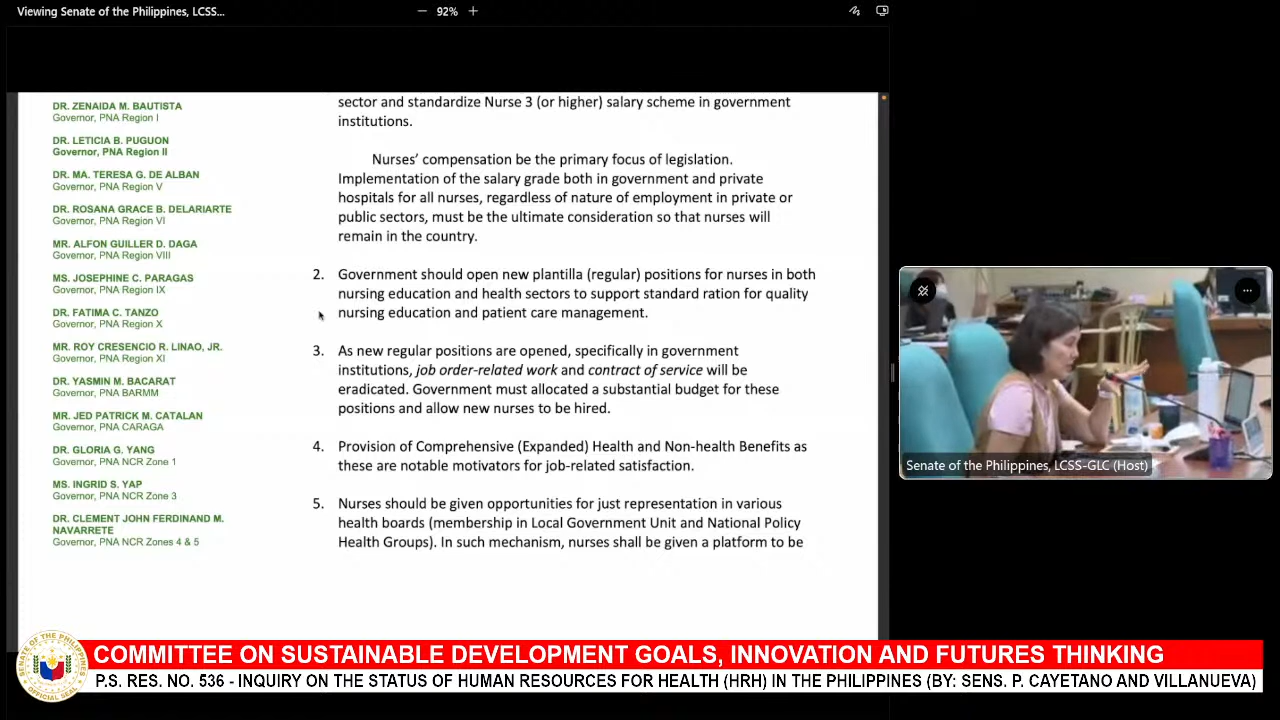 Viewing Senate of the Philippines, LCSS...
92%
DR. ZENAIDA M. BAUTISTA
Governor, PNA Region I
DR. LETICIA B. PUGUON
Governor, PNA Region II
DR. MA. TERESA G. DE ALBAN
Governor, PNA Region V
DR. ROSANA GRACE B. DELARIARTE
Governor, PNA Region VI
MR. ALFON GUILLER D. DAGA
Governor, PNA Region VIII
MS. JOSEPHINE C. PARAGAS
Governor, PNA Region IX
DR. FATIMA C. TANZO
Governor, PNA Region X
MR. ROY CRESENCIO R. LINAO, JR.
Governor, PNA Region XI
DR. YASMIN M. BACARAT
Governor, PNA BARMM
MR. JED PATRICK M. CATALAN
Governor, PNA CARAGA
DR. GLORIA G. YANG
Governor, PNA NCR Zone 1
MS. INGRID S. YAP
Governor, PNA NCR Zone 3
DR. CLEMENT JOHN FERDINAND M.
NAVARRETE
Governor, PNA NCR Zones 4 & 5
sector and standardize Nurse 3 (or higher) salary scheme in government
institutions.
Nurses' compensation be the primary focus of legislation.
Implementation of the salary grade both in government and private
hospitals for all nurses, regardless of nature of employment in private or
public sectors, must be the ultimate consideration so that nurses will
remain in the country.
2. Government should open new plantilla (regular) positions for nurses in both
nursing education and health sectors to support standard ration for quality
nursing education and patient care management.
3. As new regular positions are opened, specifically in government
institutions, job order-related work and contract of service will be
eradicated. Government must allocated a substantial budget for these
positions and allow new nurses to be hired.
4. Provision of Comprehensive (Expanded) Health and Non-health Benefits as
these are notable motivators for job-related satisfaction.
5. Nurses should be given opportunities for just representation in various
health boards (membership in Local Government Unit and National Policy
Health Groups). In such mechanism, nurses shall be given a platform to be
Senate of the Philippines, LCSS-GLC (Host)
COMMITTEE ON SUSTAINABLE DEVELOPMENT GOALS, INNOVATION AND FUTURES THINKING
P.S. RES. NO. 536 - INQUIRY ON THE STATUS OF HUMAN RESOURCES FOR HEALTH (HRH) IN THE PHILIPPINES (BY: SENS. P. CAYETANO AND VILLANUEVA)